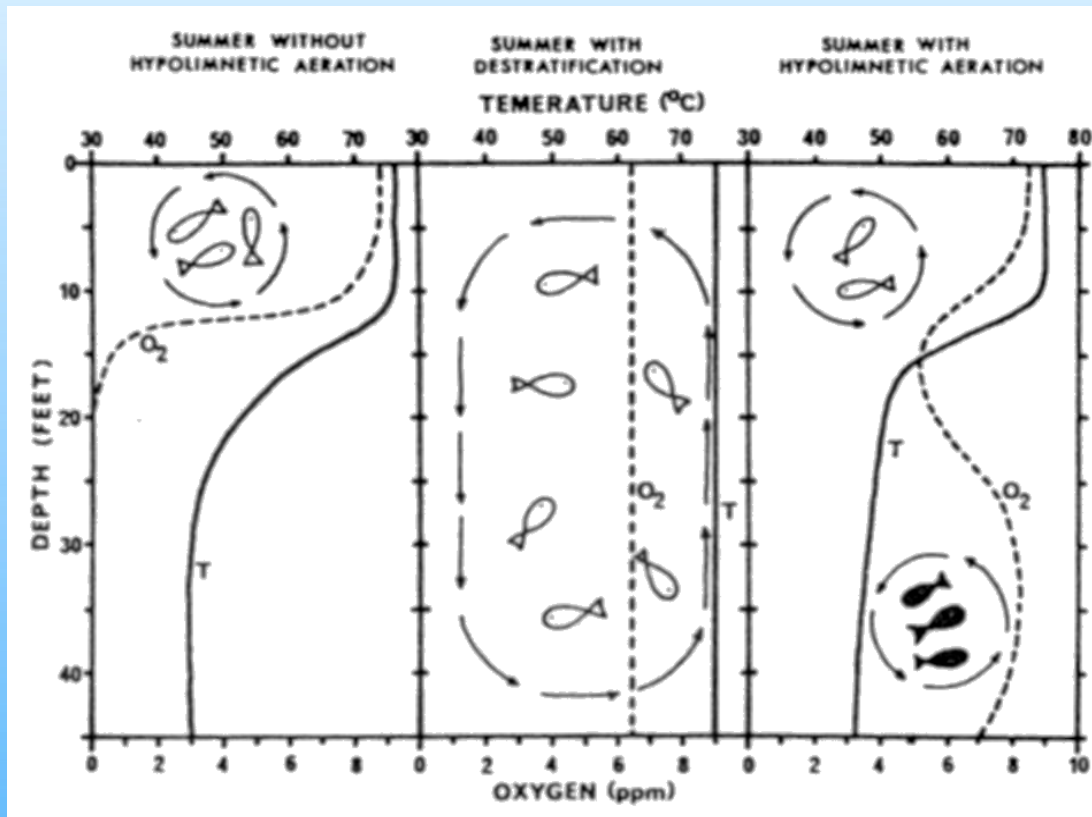 SUMMER WITHOUT
HYPOLIMNETIC AERATION
SUMMER WITH
DESTRATIFICATION
SUMMER WITH
HYPOLIMNETIC AERATION
TEMERATURE (°C)
30 40 50 60 70 30 40 50 60 70 30 40 50 60 70 80
0
10
20
30
40
DEPTH (FEET)
O2
T
O2
T
T
O2
0 2 4 6 8 0 2 4 6 8 0 2 4 6 8 10
OXYGEN (ppm)